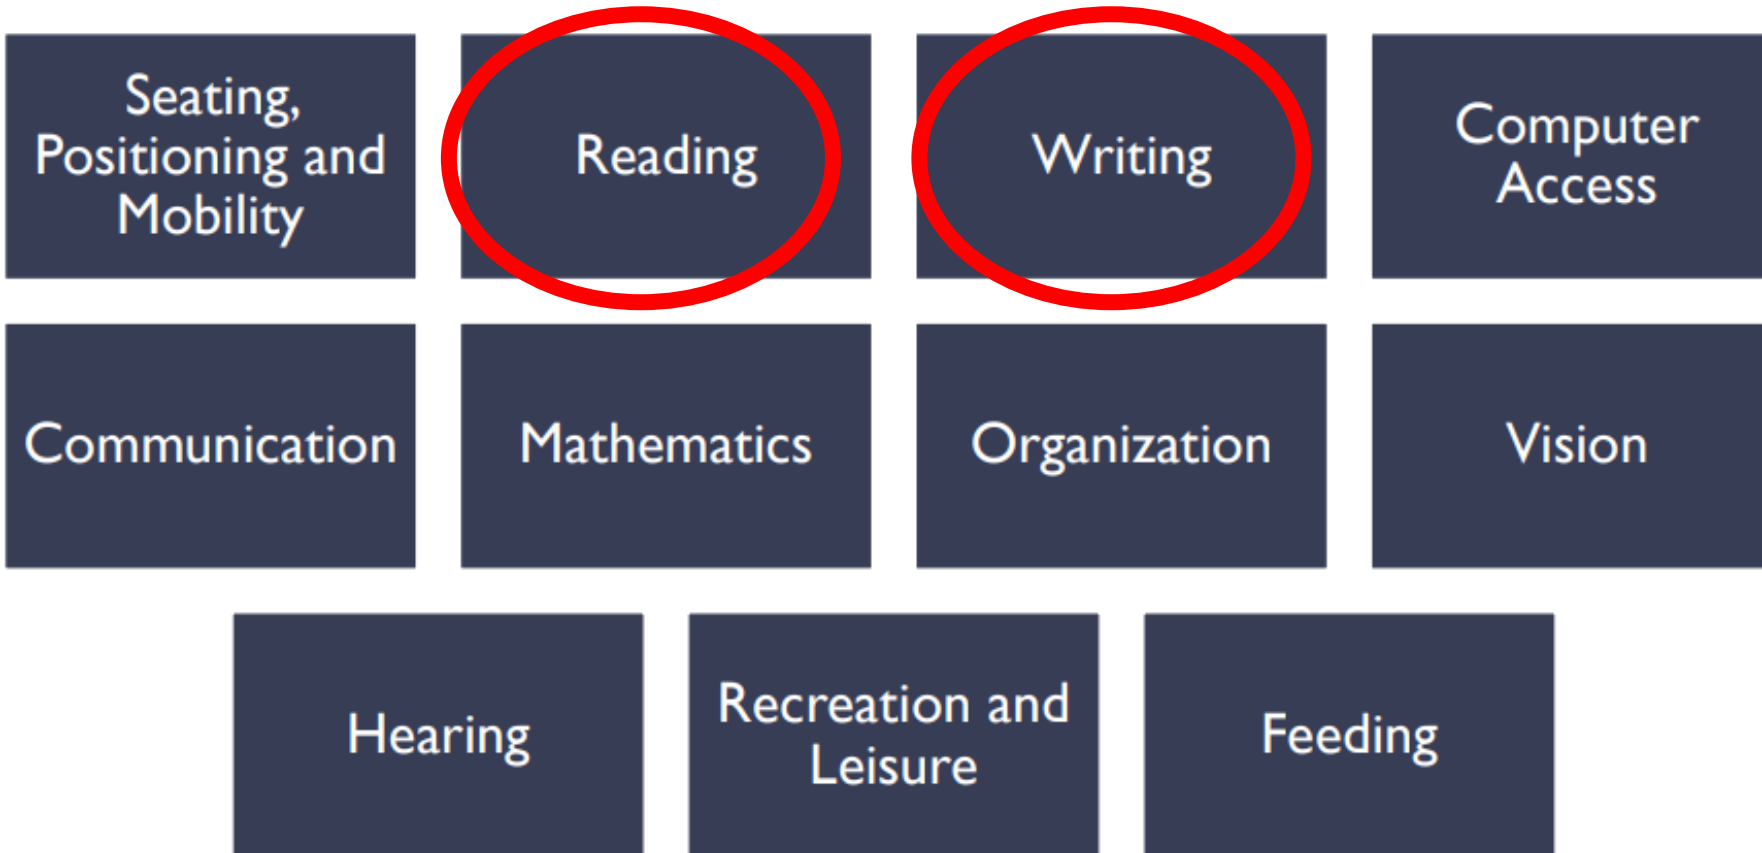 Seating,
Positioning and
Mobility
Reading
Writing
Computer
Access
Communication
Mathematics
Organization
Vision
Hearing
Recreation and
Leisure
Feeding